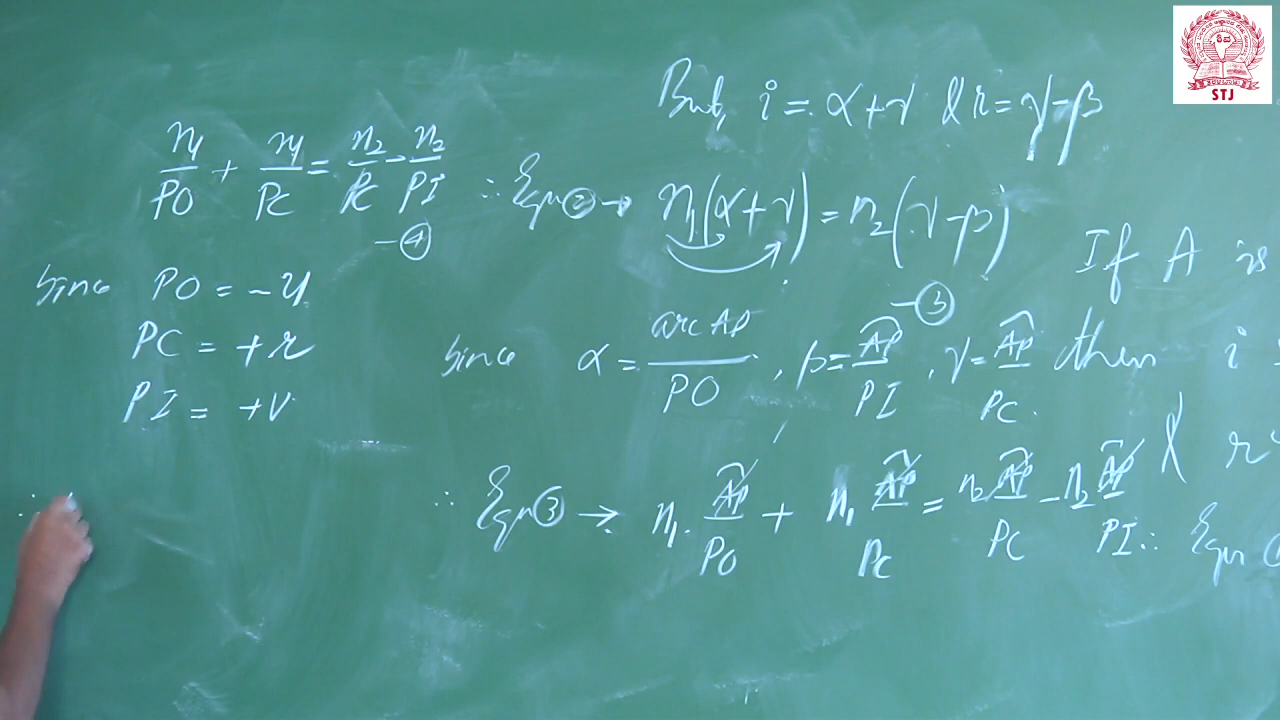 But, i = α+γ & r = γ-β
n₁/PO + n₁/PC = n₂/PC - n₂/PI
-④
∴ Eqn ② → n₁(α+γ) = n₂(γ-β)
-③
If A is
Since PO = -u
PC = +r
PI = +v
Since α = arc AP/PO, β = AP/PI, γ = AP/PC.
then i =
& r
∴ Eqn ③ → n₁.AP/PO + n₁ AP/PC = n₂ AP/PC - n₂ AP/PI
∴ Eqn
∴
STJ